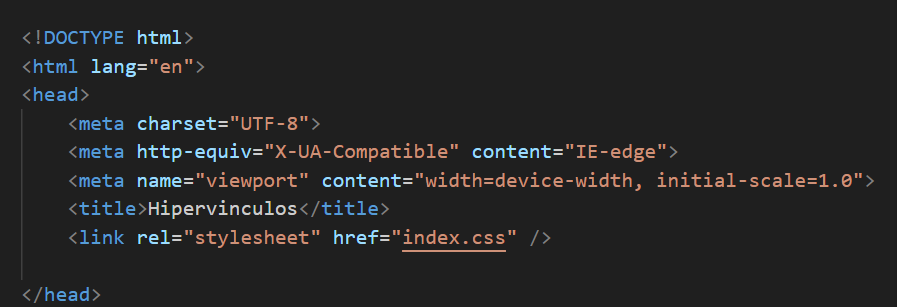 <!DOCTYPE html>
<html lang="en">
<head>
<meta charset="UTF-8">
<meta http-equiv="X-UA-Compatible" content="IE-edge">
<meta name="viewport" content="width=device-width, initial-scale=1.0">
<title>Hipervinculos</title>
<link rel="stylesheet" href="index.css" />
</head>